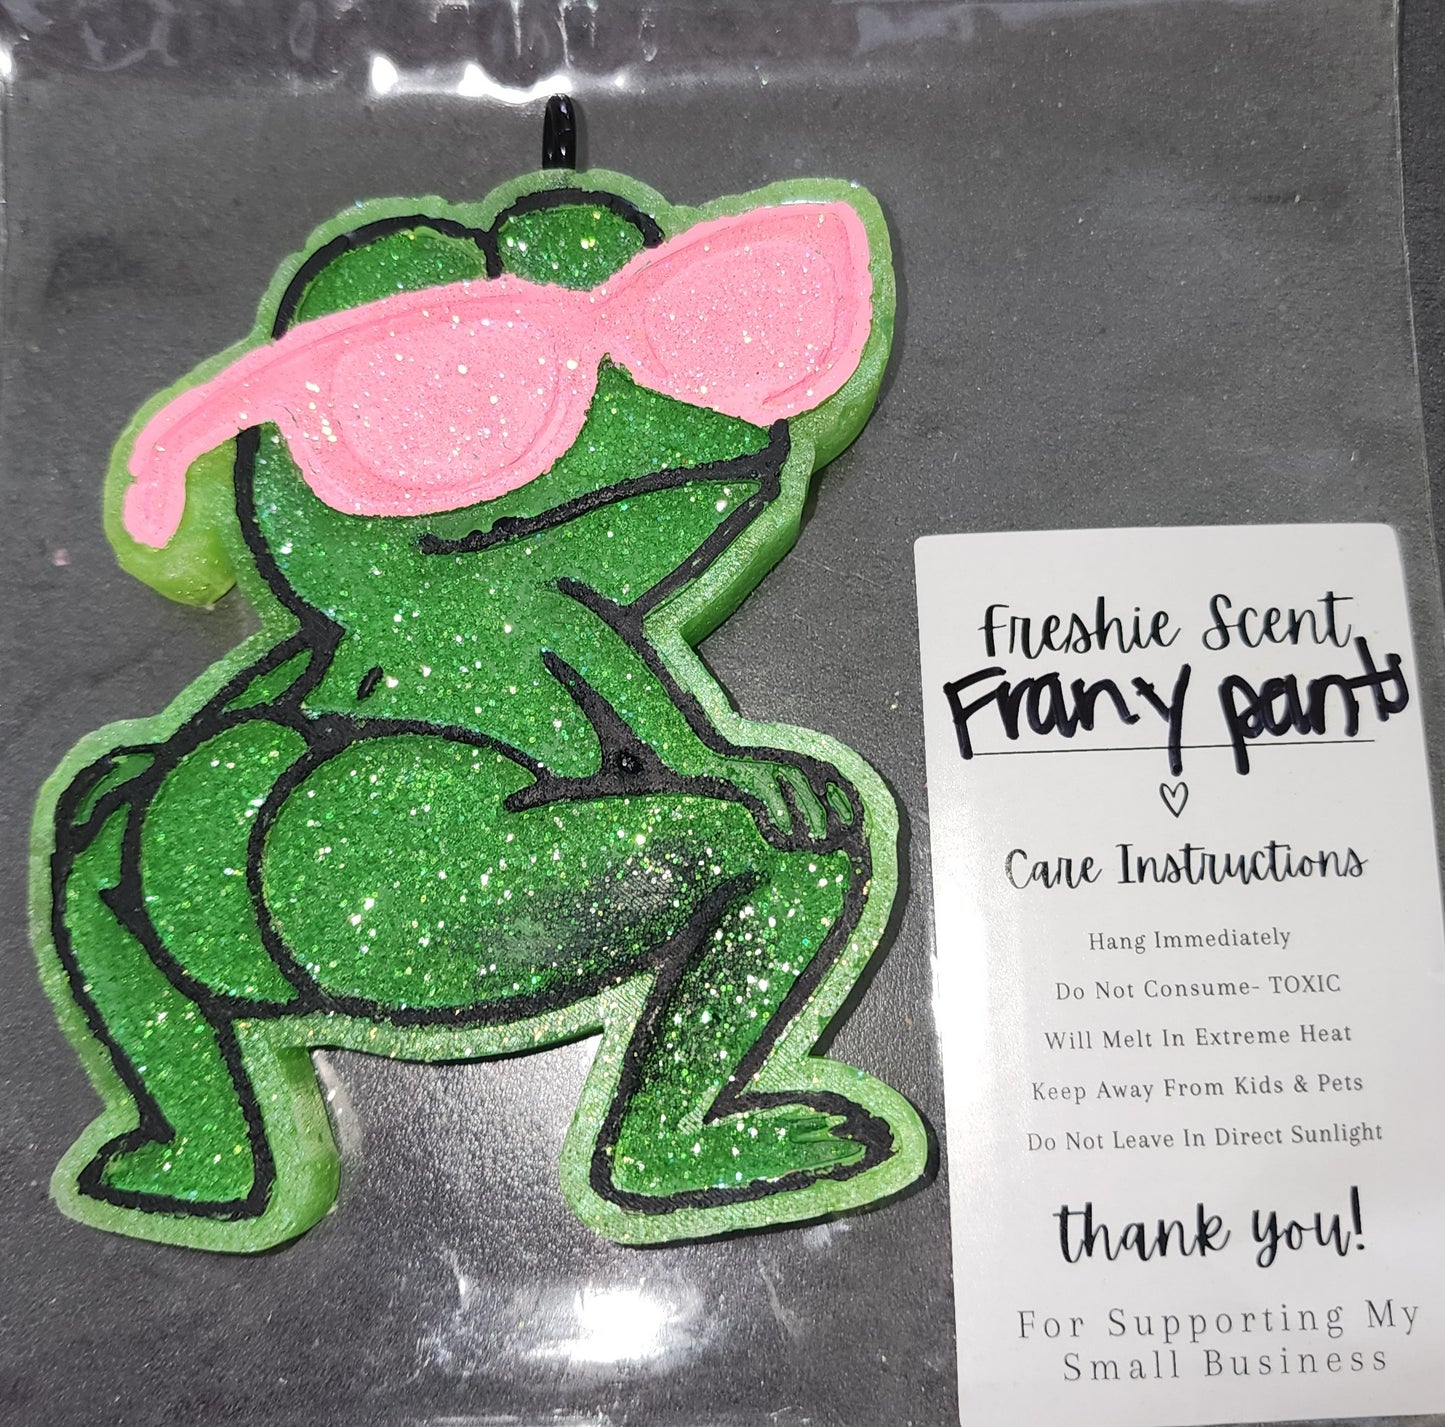 Freshie Scent
Frany pants
Care Instructions
Hang Immediately
Do Not Consume- TOXIC
Will Melt In Extreme Heat
Keep Away From Kids & Pets
Do Not Leave In Direct Sunlight
thank you!
For Supporting My
Small Business